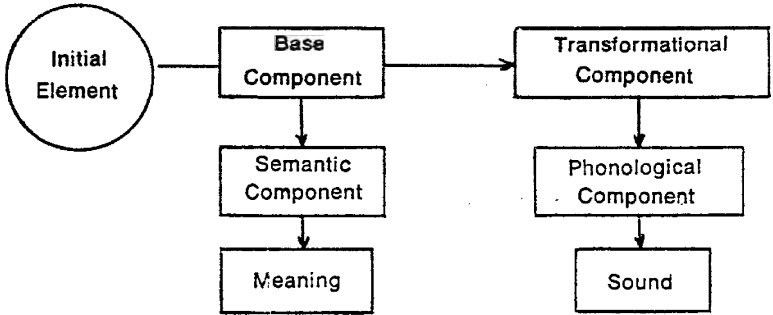 Initial
Element
Base
Component
Transformational
Component
Semantic
Component
Phonological
Component
Meaning
Sound